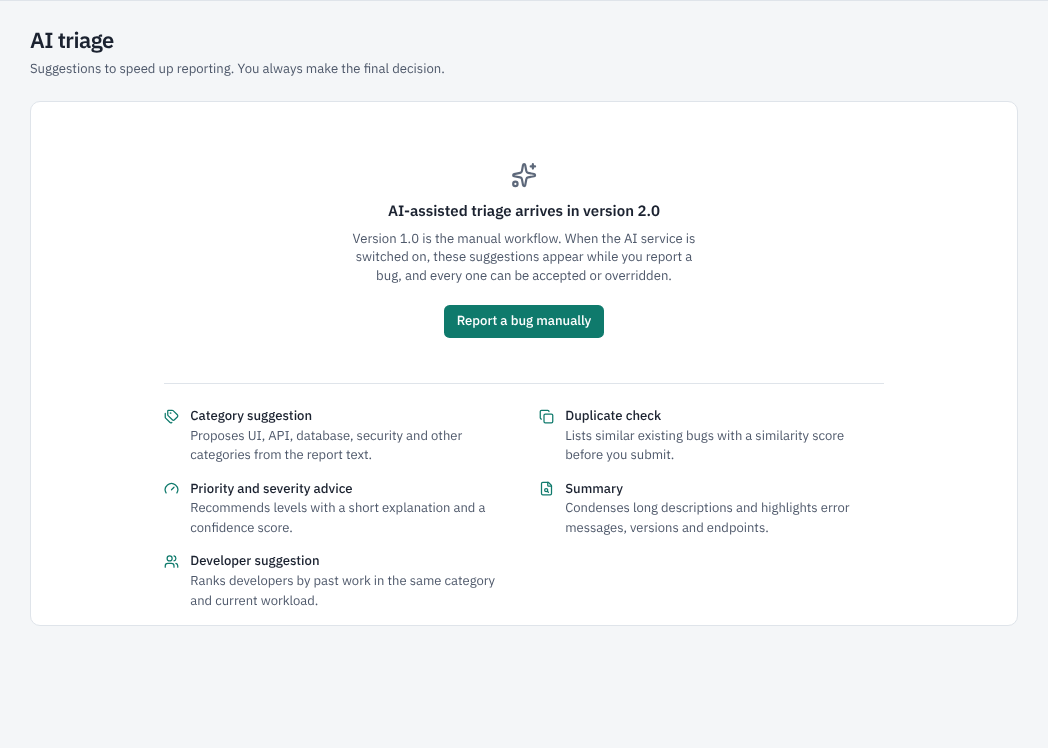 AI triage
Suggestions to speed up reporting. You always make the final decision.
AI-assisted triage arrives in version 2.0
Version 1.0 is the manual workflow. When the AI service is
switched on, these suggestions appear while you report a
bug, and every one can be accepted or overridden.
Report a bug manually
Category suggestion
Proposes UI, API, database, security and other
categories from the report text.
Duplicate check
Lists similar existing bugs with a similarity score
before you submit.
Priority and severity advice
Recommends levels with a short explanation and a
confidence score.
Summary
Condenses long descriptions and highlights error
messages, versions and endpoints.
Developer suggestion
Ranks developers by past work in the same category
and current workload.